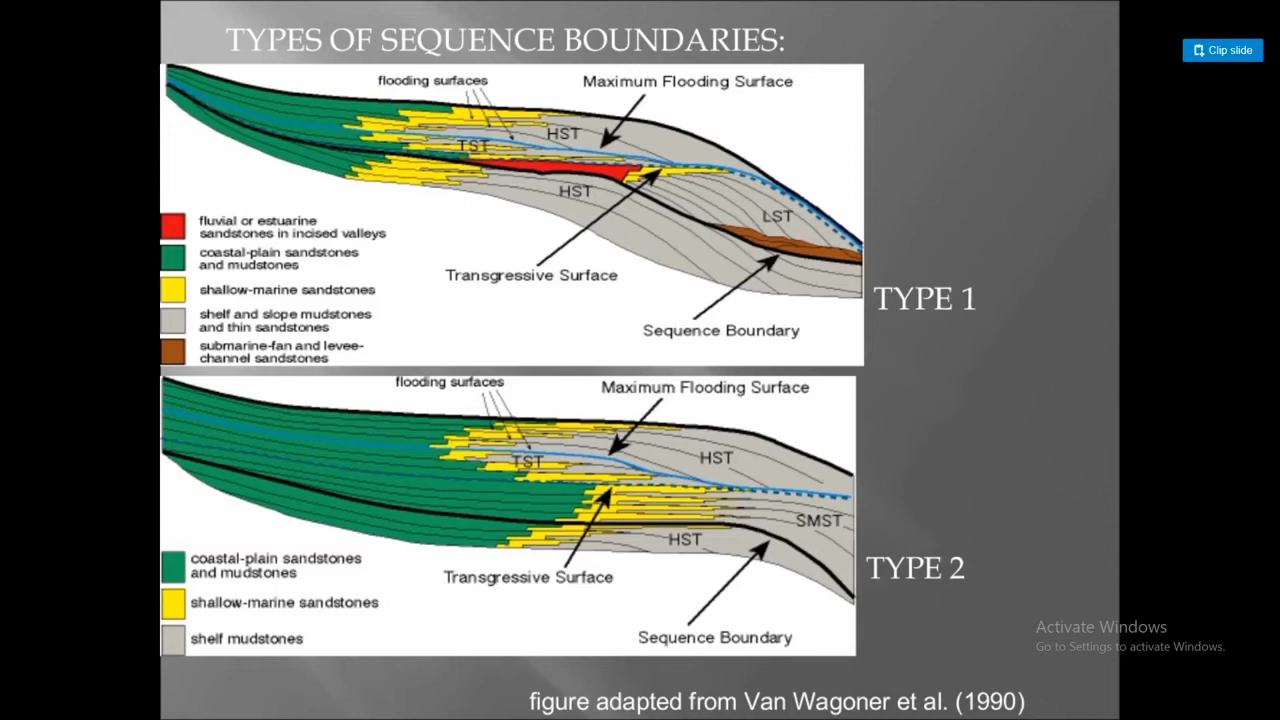 Clip slide
TYPES OF SEQUENCE BOUNDARIES:
flooding surfaces
Maximum Flooding Surface
HST
TST
HST
LST
fluvial or estuarine
sandstones in incised valleys
coastal-plain sandstones
and mudstones
shallow-marine sandstones
shelf and slope mudstones
and thin sandstones
submarine-fan and levee-
channel sandstones
Transgressive Surface
Sequence Boundary
TYPE 1
flooding surfaces
Maximum Flooding Surface
HST
TST
SMST
HST
coastal-plain sandstones
and mudstones
shallow-marine sandstones
shelf mudstones
Transgressive Surface
Sequence Boundary
TYPE 2
Activate Windows
Go to Settings to activate Windows.
figure adapted from Van Wagoner et al. (1990)